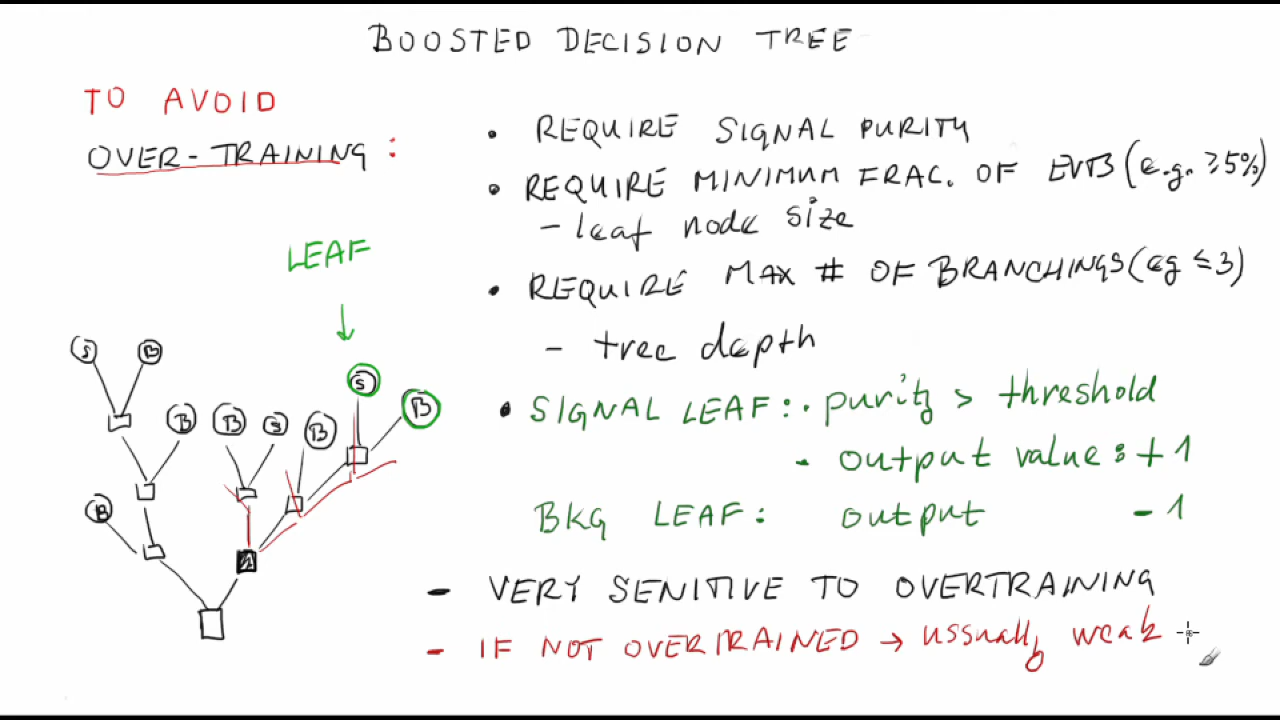 BOOSTED DECISION TREE
TO AVOID
OVER-TRAINING :
• REQUIRE SIGNAL PURITY
• REQUIRE MINIMUM FRAC. OF EVTS (e.g. ≥5%)
- leaf node size
• REQUIRE MAX # OF BRANCHINGS (eg ≤3)
- tree depth
• SIGNAL LEAF: • purity > threshold
- output value: +1
BKG LEAF: output -1
- VERY SENITIVE TO OVERTRAINING
- IF NOT OVERTRAINED → ussually weak
LEAF
S B
S
B
B B S B
B